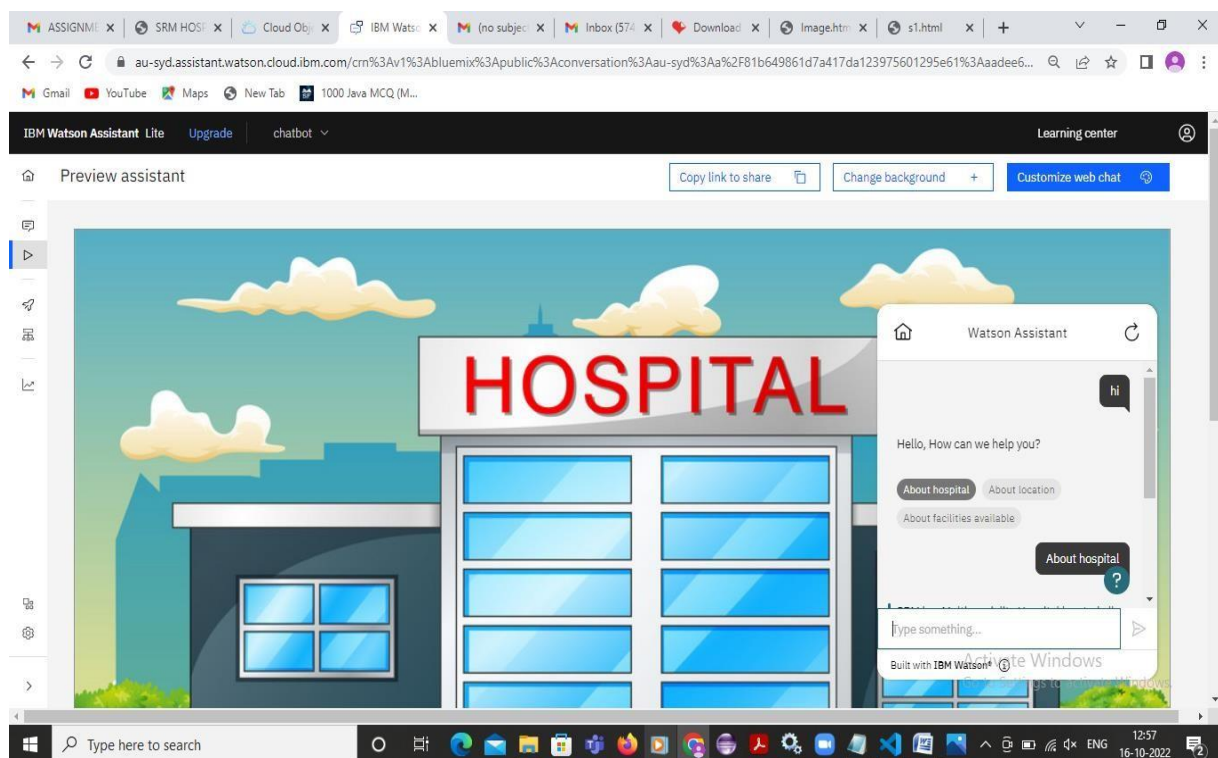 ASSIGNME
SRM HOSP
Cloud Obje
IBM Watso
(no subject
Inbox (574
Download
Image.htm
s1.html
au-syd.assistant.watson.cloud.ibm.com/crn%3Av1%3Abluemix%3Apublic%3Aconversation%3Aau-syd%3Aa%2F81b649861d7a417da123975601295e61%3Aaadee6...
Gmail YouTube Maps New Tab 1000 Java MCQ (M...
IBM Watson Assistant Lite Upgrade chatbot Learning center
Preview assistant Copy link to share Change background + Customize web chat
HOSPITAL
Watson Assistant
hi
Hello, How can we help you?
About hospital About location
About facilities available
About hospital
?
Type something...
Built with IBM Watson®
Activate Windows
Type here to search
ENG
12:57
16-10-2022
2